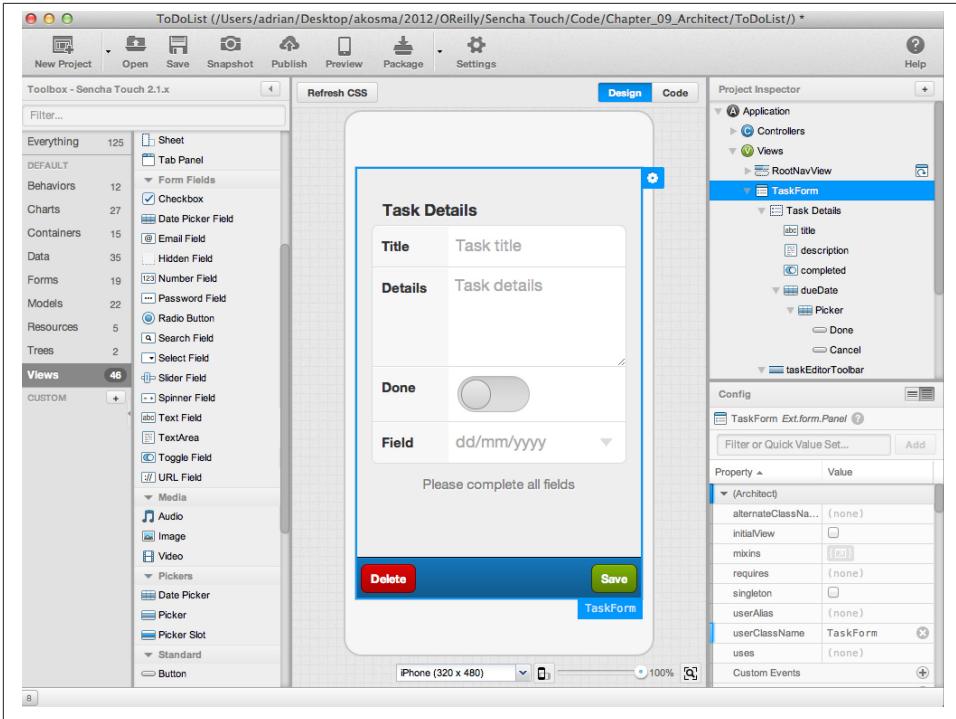 ToDoList (/Users/adrian/Desktop/akosma/2012/OReilly/Sencha Touch/Code/Chapter_09_Architect/ToDoList/) *
New Project
Open
Save
Snapshot
Publish
Preview
Package
Settings
Help
Toolbox - Sencha Touch 2.1.x
Filter...
Everything 125
DEFAULT
Behaviors 12
Charts 27
Containers 15
Data 35
Forms 19
Models 22
Resources 5
Trees 2
Views 46
CUSTOM +
Sheet
Tab Panel
Form Fields
Checkbox
Date Picker Field
Email Field
Hidden Field
123 Number Field
Password Field
Radio Button
Search Field
Select Field
Slider Field
Spinner Field
abc Text Field
TextArea
Toggle Field
:// URL Field
Media
Audio
Image
Video
Pickers
Date Picker
Picker
Picker Slot
Standard
Button
Refresh CSS
Design
Code
Task Details
Title
Task title
Details
Task details
Done
Field
dd/mm/yyyy
Please complete all fields
Delete
Save
TaskForm
iPhone (320 x 480)
100%
Project Inspector
+
Application
Controllers
Views
RootNavView
TaskForm
Task Details
abc title
description
completed
dueDate
Picker
Done
Cancel
taskEditorToolbar
Config
TaskForm Ext.form.Panel ?
Filter or Quick Value Set...
Add
Property
Value
(Architect)
alternateClassNa... (none)
initialView
mixins
requires (none)
singleton
userAlias (none)
userClassName TaskForm
uses (none)
Custom Events
8